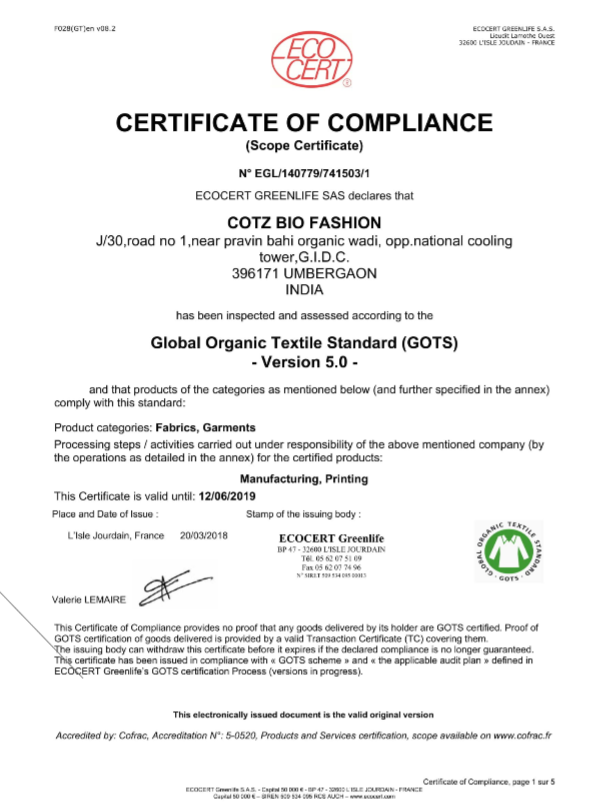 F028(GT)en v08.2
ECOCERT GREENLIFE S.A.S.
Lieudit Lamothe Ouest
32600 L'ISLE JOUDAIN - FRANCE
ECO
CERT
®
CERTIFICATE OF COMPLIANCE
(Scope Certificate)
N° EGL/140779/741503/1
ECOCERT GREENLIFE SAS declares that
COTZ BIO FASHION
J/30,road no 1,near pravin bahi organic wadi, opp.national cooling
tower,G.I.D.C.
396171 UMBERGAON
INDIA
has been inspected and assessed according to the
Global Organic Textile Standard (GOTS)
- Version 5.0 -
and that products of the categories as mentioned below (and further specified in the annex)
comply with this standard:
Product categories: Fabrics, Garments
Processing steps / activities carried out under responsibility of the above mentioned company (by
the operations as detailed in the annex) for the certified products:
Manufacturing, Printing
This Certificate is valid until: 12/06/2019
Place and Date of Issue :
Stamp of the issuing body :
L'Isle Jourdain, France 20/03/2018
ECOCERT Greenlife
BP 47 - 32600 L'ISLE JOURDAIN
Tél. 05 62 07 51 09
Fax 05 62 07 74 96
GLOBAL ORGANIC TEXTILE STANDARD
· GOTS ·
Valerie LEMAIRE
This Certificate of Compliance provides no proof that any goods delivered by its holder are GOTS certified. Proof of
GOTS certification of goods delivered is provided by a valid Transaction Certificate (TC) covering them.
The issuing body can withdraw this certificate before it expires if the declared compliance is no longer guaranteed.
This certificate has been issued in compliance with « GOTS scheme » and « the applicable audit plan » defined in
ECOCERT Greenlife's GOTS certification Process (versions in progress).
This electronically issued document is the valid original version
Accredited by: Cofrac, Accreditation N°: 5-0520, Products and Services certification, scope available on www.cofrac.fr
Certificate of Compliance, page 1 sur 5
ECOCERT Greenlife S.A.S. - Capital 50 000 € - BP 47 - 32600 L'ISLE JOURDAIN - FRANCE
Capital 50 000 € – SIREN 509 534 095 RCS AUCH – www.ecocert.com